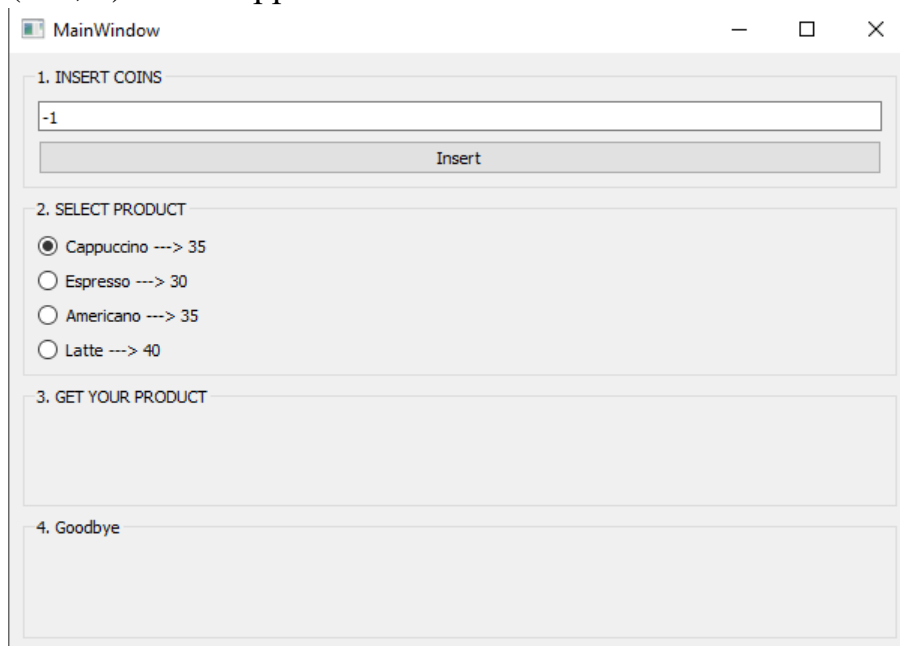 MainWindow
1. INSERT COINS
-1
Insert
2. SELECT PRODUCT
Cappuccino ---> 35
Espresso ---> 30
Americano ---> 35
Latte ---> 40
3. GET YOUR PRODUCT
4. Goodbye